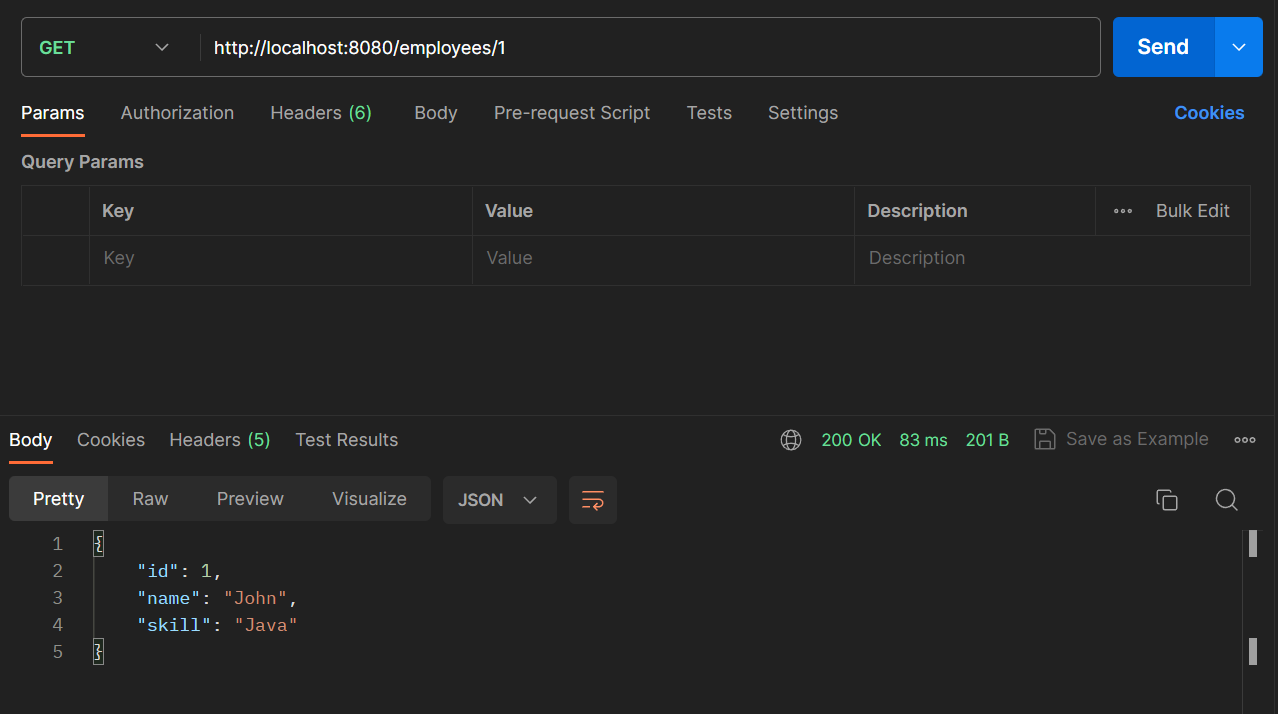 GET http://localhost:8080/employees/1 Send
Params Authorization Headers (6) Body Pre-request Script Tests Settings Cookies
Query Params
Key Value Description Bulk Edit
Key Value Description
Body Cookies Headers (5) Test Results 200 OK 83 ms 201 B Save as Example
Pretty Raw Preview Visualize JSON
1 {
2 "id": 1,
3 "name": "John",
4 "skill": "Java"
5 }